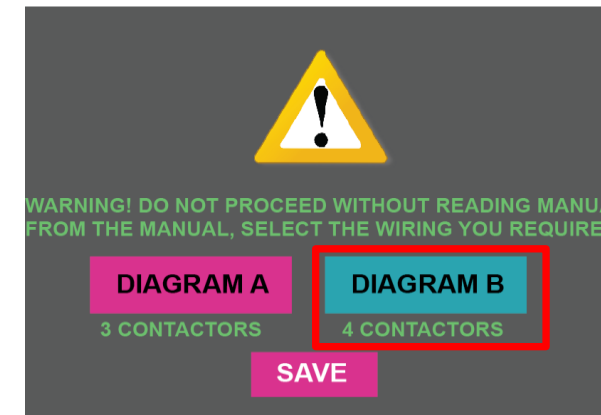 WARNING! DO NOT PROCEED WITHOUT READING
FROM THE MANUAL, SELECT THE WIRING YOU REQUIRE
DIAGRAM A DIAGRAM B
3 CONTACTORS 4 CONTACTORS
SAVE